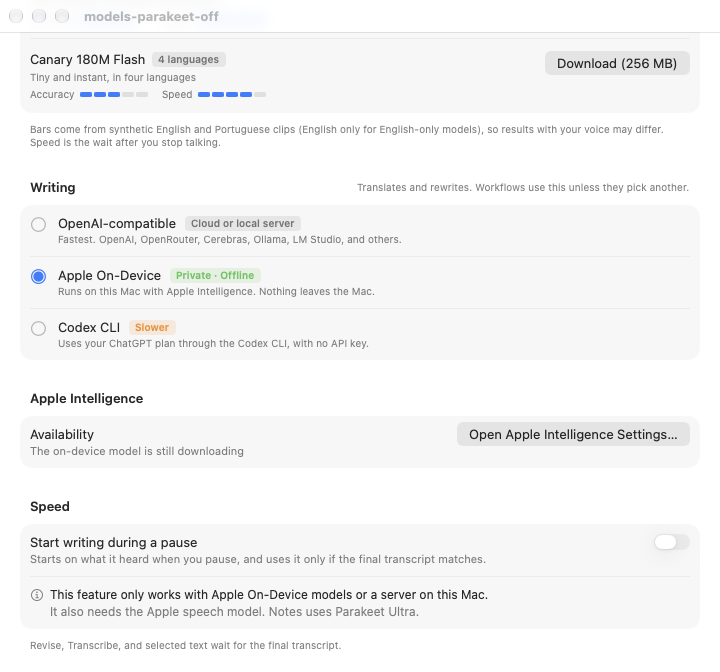 models-parakeet-off
Canary 180M Flash 4 languages
Download (256 MB)
Tiny and instant, in four languages
Accuracy Speed
Bars come from synthetic English and Portuguese clips (English only for English-only models), so results with your voice may differ.
Speed is the wait after you stop talking.
Writing
Translates and rewrites. Workflows use this unless they pick another.
OpenAI-compatible Cloud or local server
Fastest. OpenAI, OpenRouter, Cerebras, Ollama, LM Studio, and others.
Apple On-Device Private · Offline
Runs on this Mac with Apple Intelligence. Nothing leaves the Mac.
Codex CLI Slower
Uses your ChatGPT plan through the Codex CLI, with no API key.
Apple Intelligence
Availability
Open Apple Intelligence Settings...
The on-device model is still downloading
Speed
Start writing during a pause
Starts on what it heard when you pause, and uses it only if the final transcript matches.
This feature only works with Apple On-Device models or a server on this Mac.
It also needs the Apple speech model. Notes uses Parakeet Ultra.
Revise, Transcribe, and selected text wait for the final transcript.